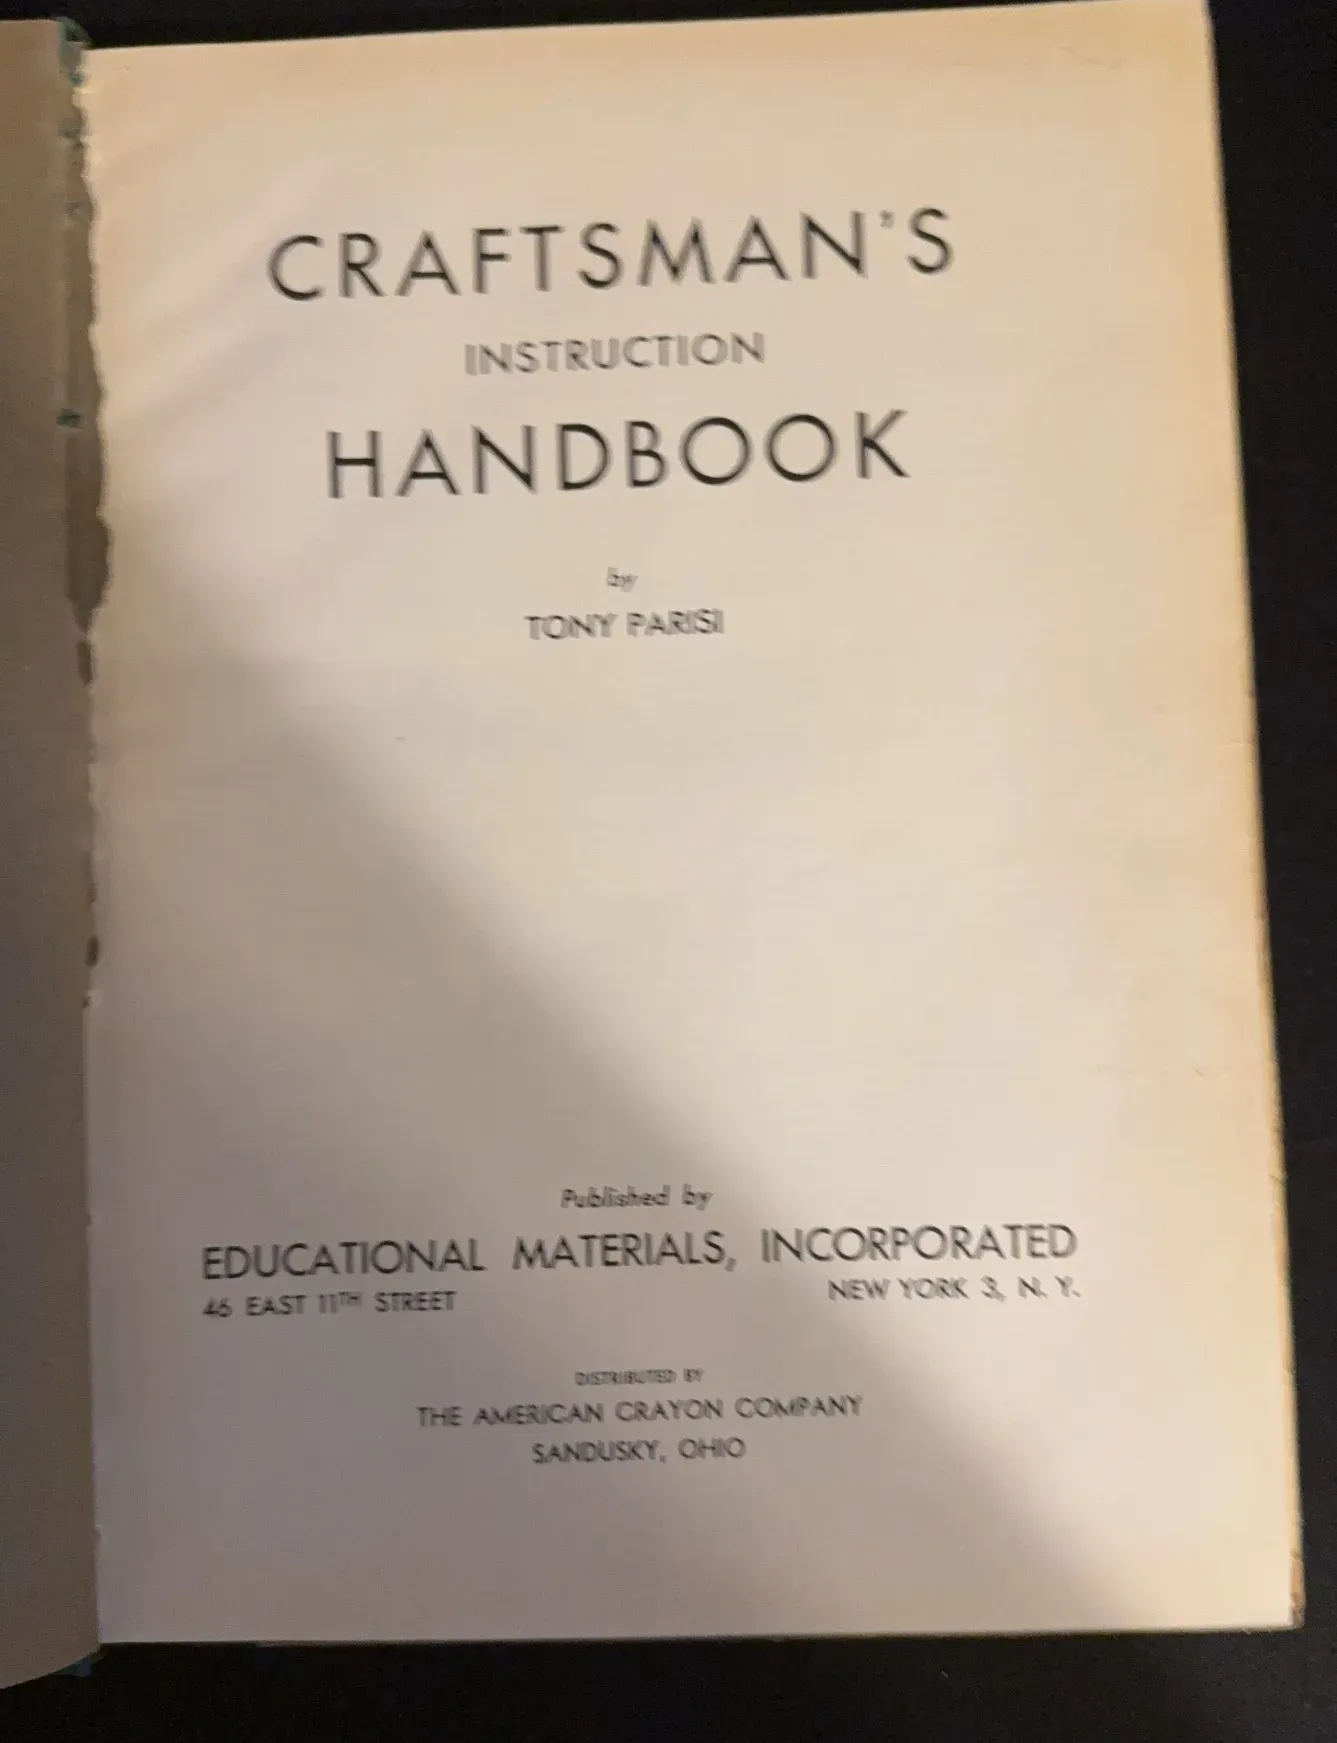 CRAFTSMAN'S
INSTRUCTION
HANDBOOK
by
TONY PARISI
Published by
EDUCATIONAL MATERIALS, INCORPORATED
46 EAST 11TH STREET NEW YORK 3, N. Y.
DISTRIBUTED BY
THE AMERICAN CRAYON COMPANY
SANDUSKY, OHIO